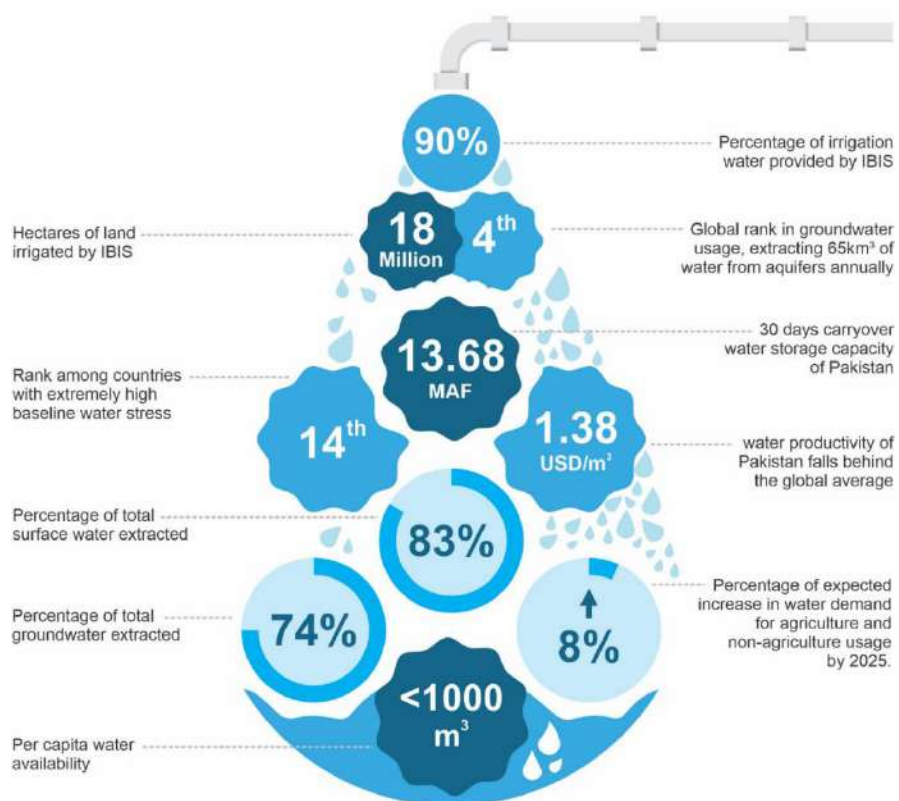 90%
Percentage of irrigation
water provided by IBIS
Hectares of land
irrigated by IBIS
18
Million
4th
Global rank in groundwater
usage, extracting 65km³ of
water from aquifers annually
13.68
MAF
30 days carryover
water storage capacity
of Pakistan
Rank among countries
with extremely high
baseline water stress
14th
1.38
USD/m³
water productivity of
Pakistan falls behind
the global average
Percentage of total
surface water extracted
83%
Percentage of total
groundwater extracted
74%
8%
Percentage of expected
increase in water demand
for agriculture and
non-agriculture usage
by 2025.
<1000
m³
Per capita water
availability